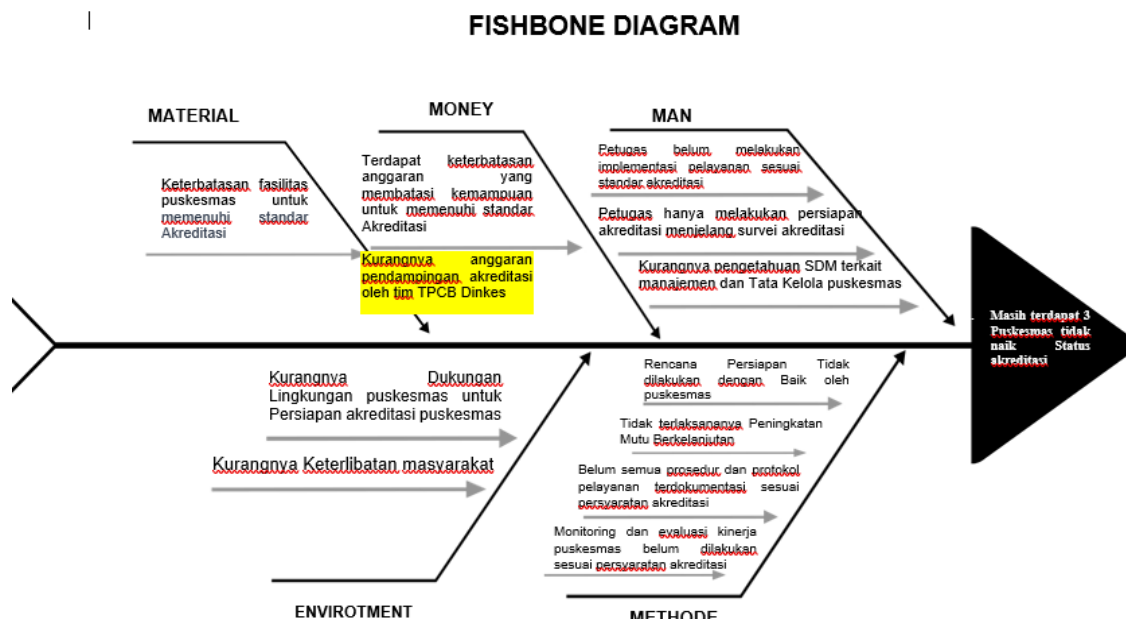 FISHBONE DIAGRAM
MATERIAL
Keterbatasan fasilitas
puskesmas untuk
memenuhi standar
Akreditasi
MONEY
Terdapat keterbatasan
anggaran yang
membatasi kemampuan
untuk memenuhi standar
Akreditasi
Kurangnya anggaran
pendampingan akreditasi
oleh tim TPCB Dinkes
MAN
Petugas belum melakukan
implementasi pelayanan sesuai
standar akreditasi
Petugas hanya melakukan persiapan
akreditasi menjelang survei akreditasi
Kurangnya pengetahuan SDM terkait
manajemen dan Tata Kelola puskesmas
Masih terdapat 3
Puskesmas tidak
naik Status
akreditasi
Kurangnya Dukungan
Lingkungan puskesmas untuk
Persiapan akreditasi puskesmas
Kurangnya Keterlibatan masyarakat
ENVIROTMENT
Rencana Persiapan Tidak
dilakukan dengan Baik oleh
puskesmas
Tidak terlaksananya Peningkatan
Mutu Berkelanjutan
Belum semua prosedur dan protokol
pelayanan terdokumentasi sesuai
persyaratan akreditasi
Monitoring dan evaluasi kinerja
puskesmas belum dilakukan
sesuai persyaratan akreditasi
METHODE